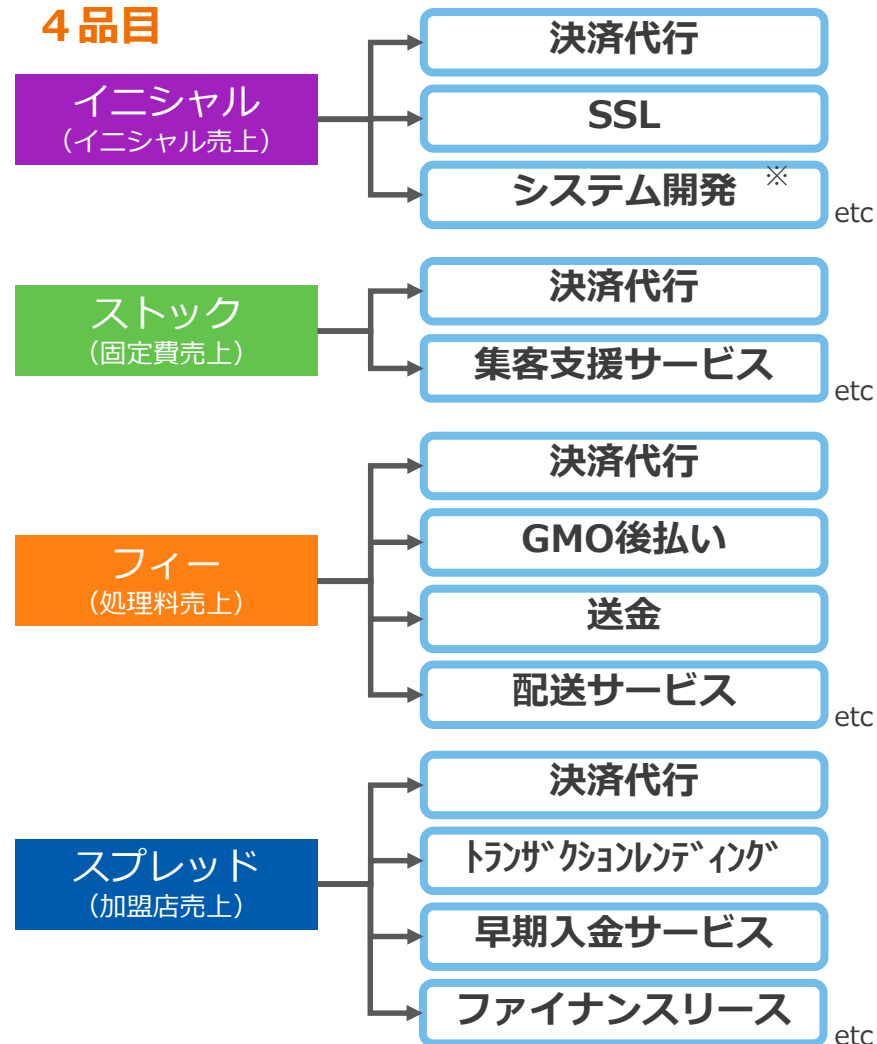 ４品目
イニシャル
（イニシャル売上）
決済代行
SSL
システム開発 ※
etc
ストック
（固定費売上）
決済代行
集客支援サービス
etc
フィー
（処理料売上）
決済代行
GMO後払い
送金
配送サービス
etc
スプレッド
（加盟店売上）
決済代行
ﾄﾗﾝｻﾞｸｼｮﾝﾚﾝﾃﾞｨﾝｸﾞ
早期入金サービス
ファイナンスリース
etc